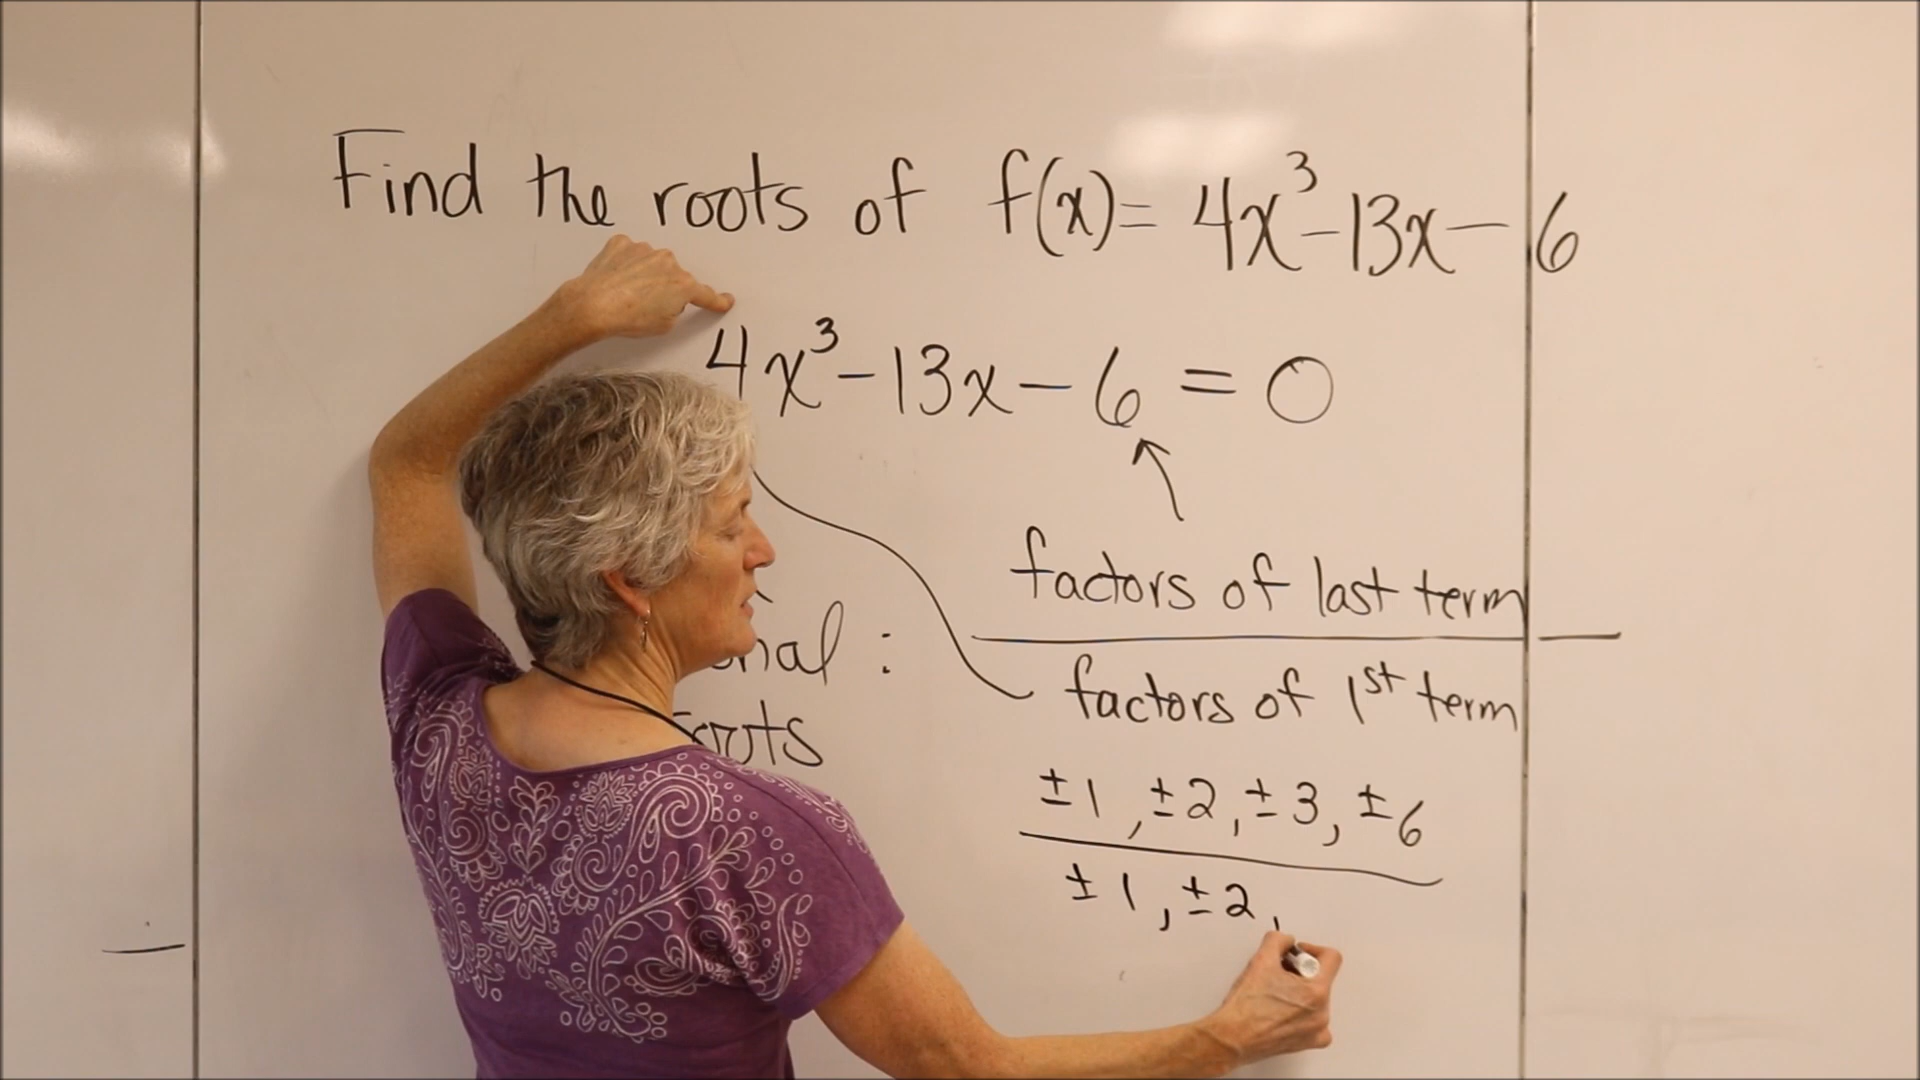 Find the roots of f(x) = 4x³ - 13x - 6
4x³ - 13x - 6 = 0
factors of last term
factors of 1st term
:
roots
±1, ±2, ±3, ±6
±1, ±2,